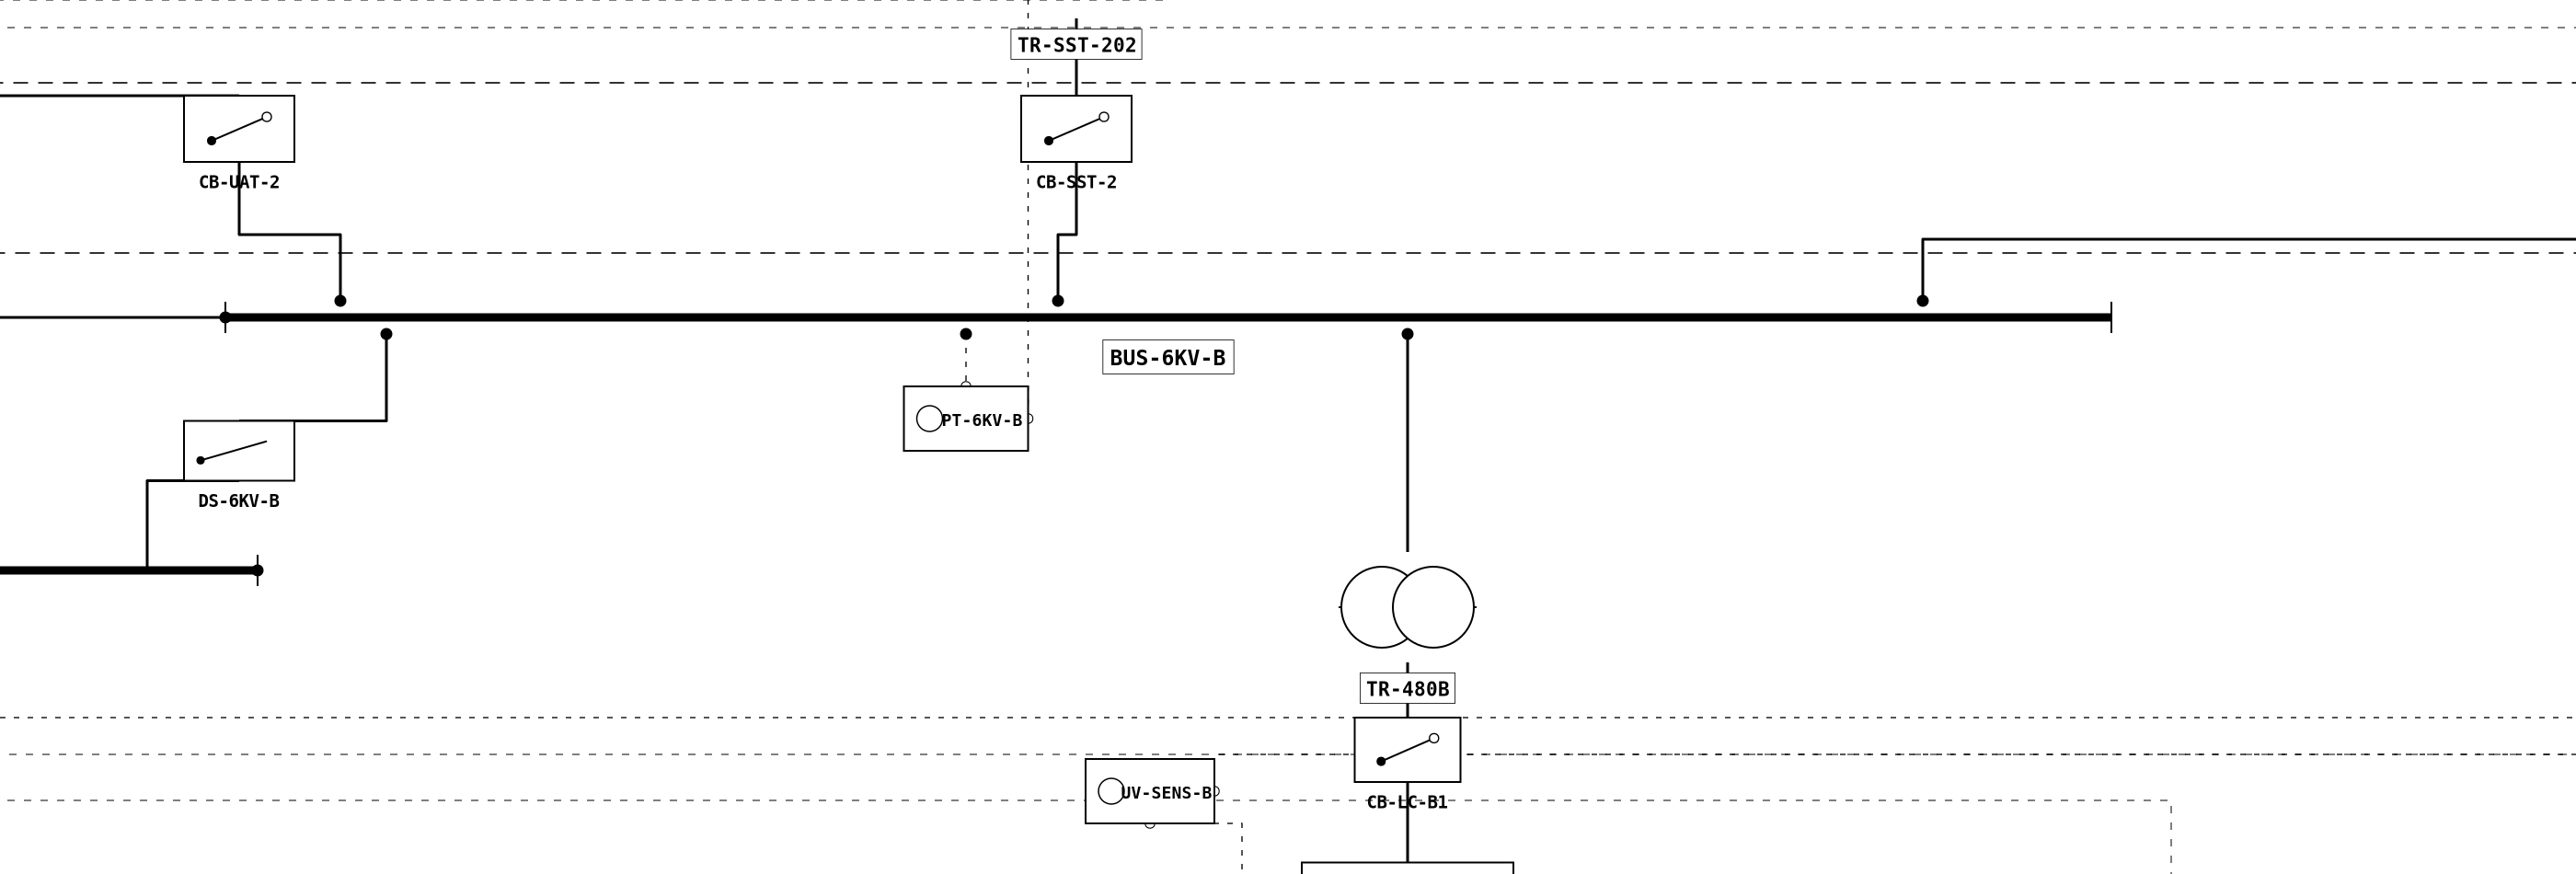 TR-SST-202
CB-UAT-2
CB-SST-2
BUS-6KV-B
PT-6KV-B
DS-6KV-B
TR-480B
UV-SENS-B
CB-LC-B1